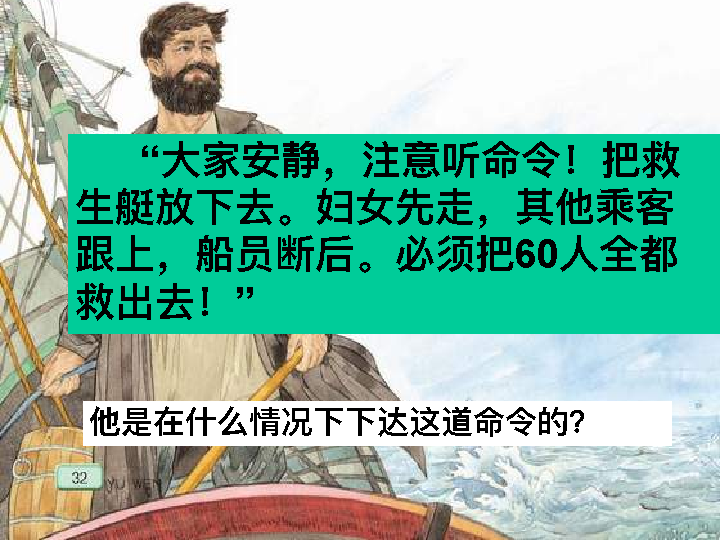 “大家安静，注意听命令！把救
生艇放下去。妇女先走，其他乘客
跟上，船员断后。必须把60人全都
救出去！”
他是在什么情况下下达这道命令的?
32 YU WEN